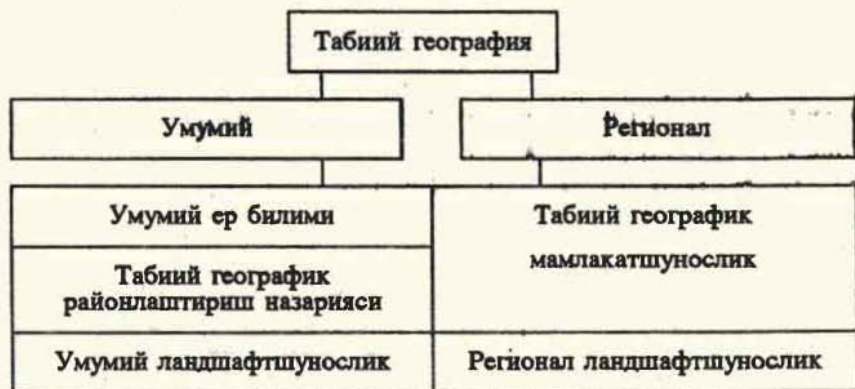 Табиий география
Умумий
Регионал
Умумий ер билими
Табиий географик
районлаштириш назарияси
Умумий ландшафтшунослик
Табиий географик
мамлакатшунослик
Регионал ландшафтшунослик